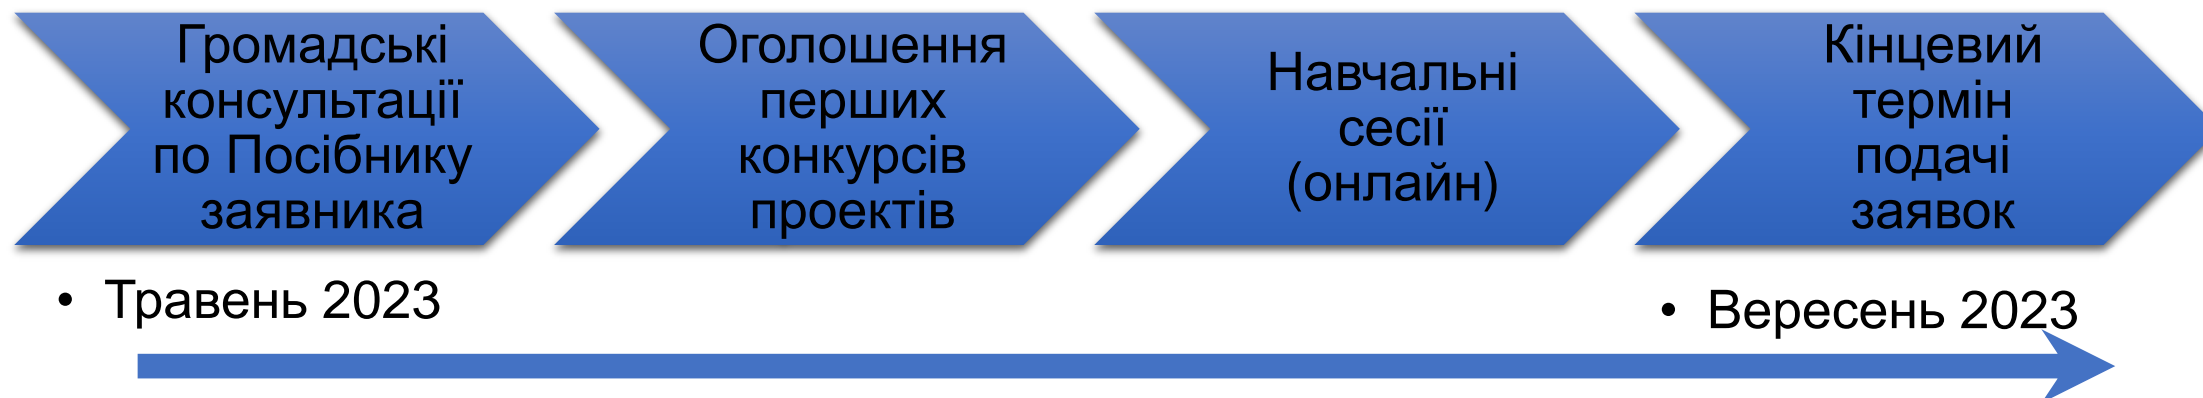 Громадські
консультації
по Посібнику
заявника
Оголошення
перших
конкурсів
проектів
Навчальні
сесії
(онлайн)
Кінцевий
термін
подачі
заявок
• Травень 2023
• Вересень 2023